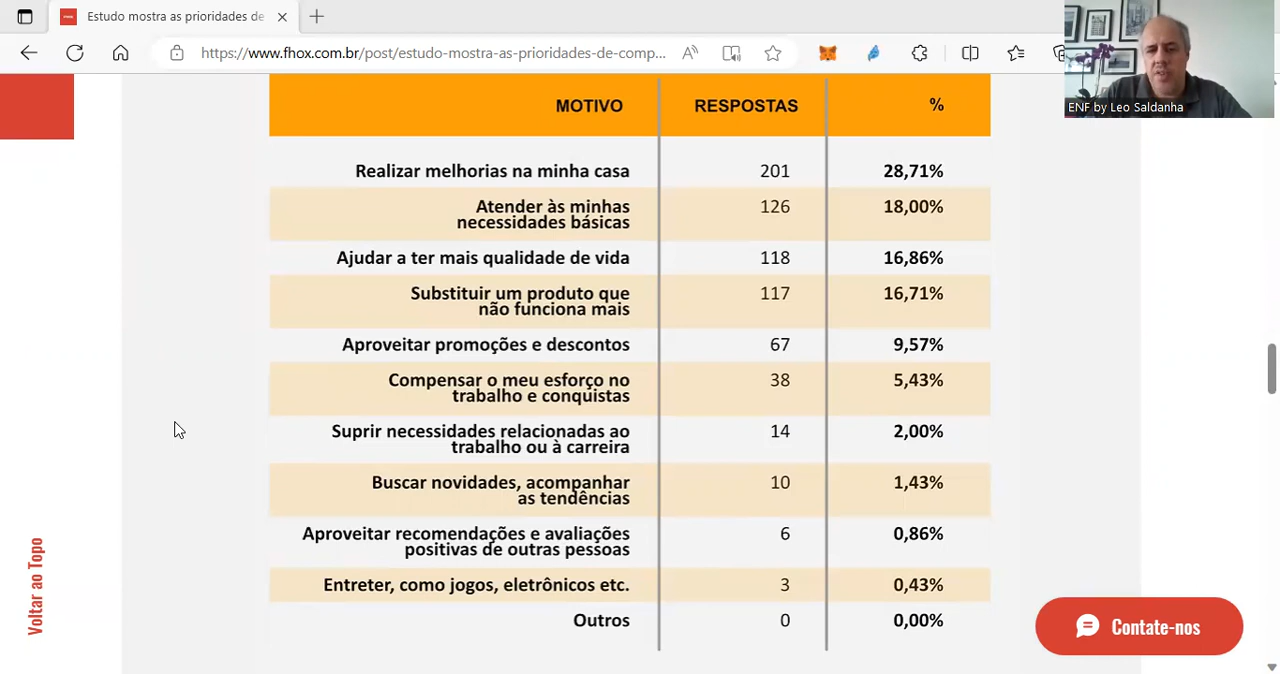 Estudo mostra as prioridades de
https://www.fhox.com.br/post/estudo-mostra-as-prioridades-de-comp...
ENF by Leo Saldanha
MOTIVO RESPOSTAS %
Realizar melhorias na minha casa 201 28,71%
Atender às minhas
necessidades básicas 126 18,00%
Ajudar a ter mais qualidade de vida 118 16,86%
Substituir um produto que
não funciona mais 117 16,71%
Aproveitar promoções e descontos 67 9,57%
Compensar o meu esforço no
trabalho e conquistas 38 5,43%
Suprir necessidades relacionadas ao
trabalho ou à carreira 14 2,00%
Buscar novidades, acompanhar
as tendências 10 1,43%
Aproveitar recomendações e avaliações
positivas de outras pessoas 6 0,86%
Entreter, como jogos, eletrônicos etc. 3 0,43%
Outros 0 0,00%
Voltar ao Topo
Contate-nos